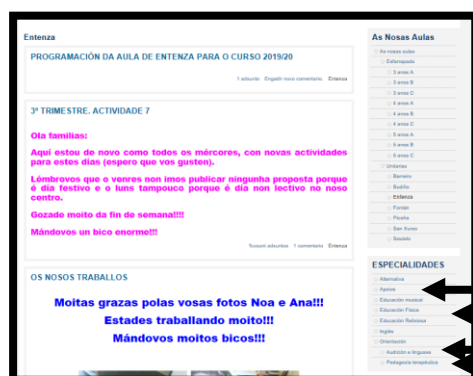 Entenza
PROGRAMACIÓN DA AULA DE ENTENZA PARA O CURSO 2019/20
1 adxunto Engadir novo comentario Entenza
3º TRIMESTRE. ACTIVIDADE 7
Ola familias:
Aquí estou de novo como todos os mércores, con novas actividades
para estes días (espero que vos gusten).
Lémbrovos que o venres non imos publicar ningunha proposta porque
é día festivo e o luns tampouco porque é día non lectivo no noso
centro.
Gozade moito da fin de semana!!!!
Mándovos un bico enorme!!!
adxuntos 1 comentario Entenza
OS NOSOS TRABALLOS
Moitas grazas polas vosas fotos Noa e Ana!!!
Estades traballando moito!!!
Mándovos moitos bicos!!!
As Nosas Aulas
As nosas aulas
3 anos A
3 anos B
3 anos C
4 anos A
4 anos B
4 anos C
5 anos A
5 anos B
5 anos C
Unitarias
Barreiro
Budiño
Entenza
Fontán
Picoña
San Xurxo
Soutelo
ESPECIALIDADES
Alternativa
Apoios
Educación musical
Educación Física
Educación Relixiosa
Inglés
Orientación
Audición e linguaxe
Pedagoxía terapéutica